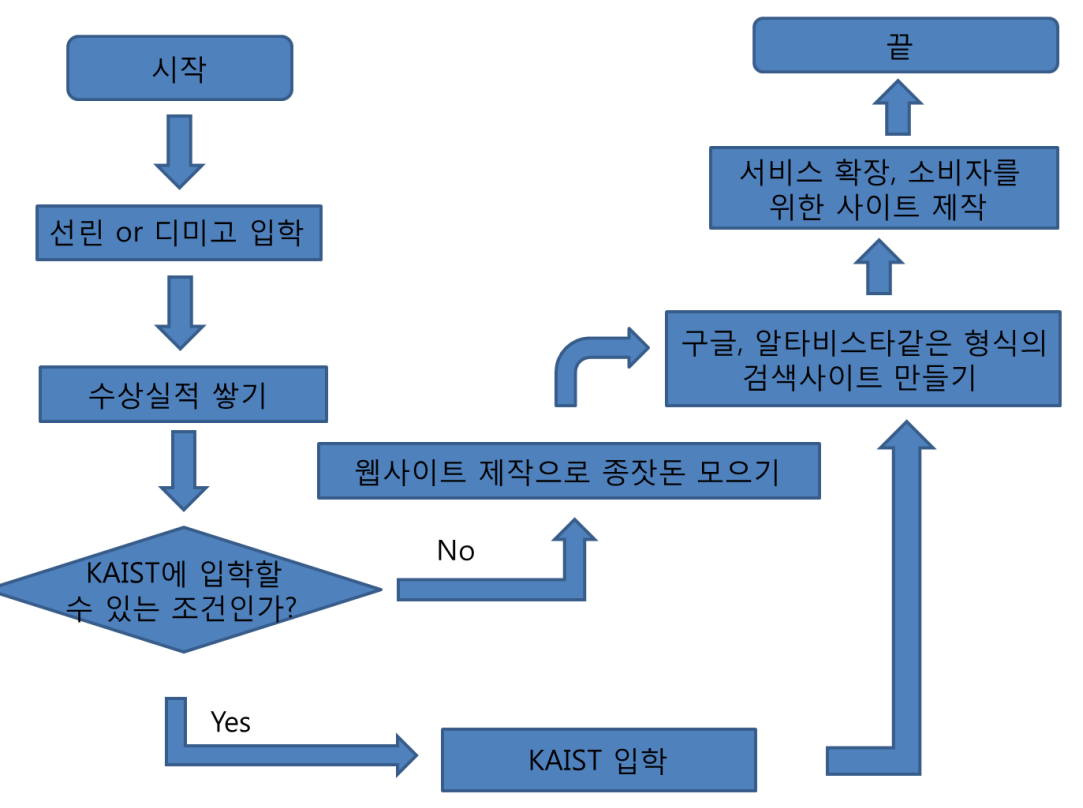 시작
선린 or 디미고 입학
수상실적 쌓기
KAIST에 입학할
수 있는 조건인가?
No
웹사이트 제작으로 종잣돈 모으기
Yes
KAIST 입학
구글, 알타비스타같은 형식의
검색사이트 만들기
서비스 확장, 소비자를
위한 사이트 제작
끝